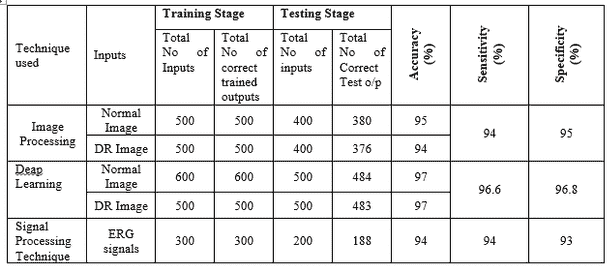 Technique used
Inputs
Training Stage
Testing Stage
Total No of Inputs
Total No of correct trained outputs
Total No of inputs
Total No of Correct Test o/p
Accuracy (%)
Sensitivity (%)
Specificity (%)
Image Processing
Normal Image
500
500
400
380
95
94
95
DR Image
500
500
400
376
94
Deap Learning
Normal Image
600
600
500
484
97
96.6
96.8
DR Image
500
500
500
483
97
Signal Processing Technique
ERG signals
300
300
200
188
94
94
93